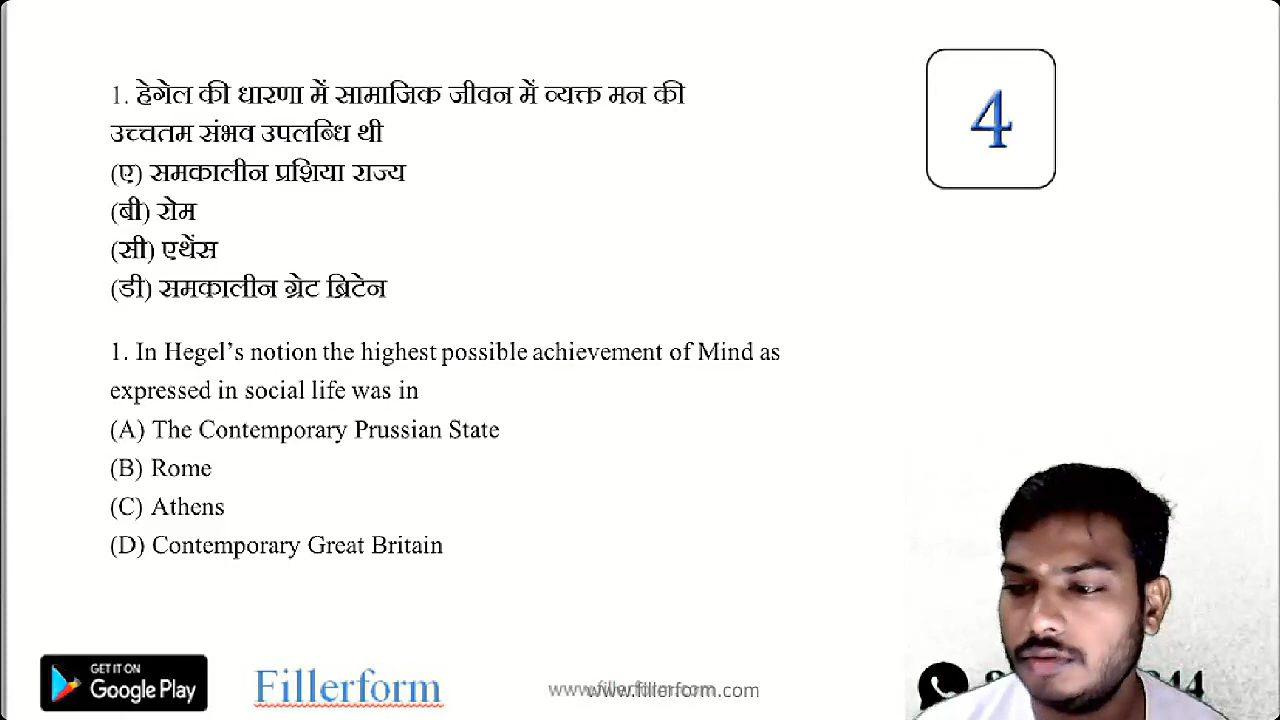 1. हेगेल की धारणा में सामाजिक जीवन में व्यक्त मन की
उच्चतम संभव उपलब्धि थी
(ए) समकालीन प्रशिया राज्य
(बी) रोम
(सी) एथेंस
(डी) समकालीन ग्रेट ब्रिटेन
4
1. In Hegel’s notion the highest possible achievement of Mind as
expressed in social life was in
(A) The Contemporary Prussian State
(B) Rome
(C) Athens
(D) Contemporary Great Britain
GET IT ON
Google Play
Fillerform
www.fillerform.com